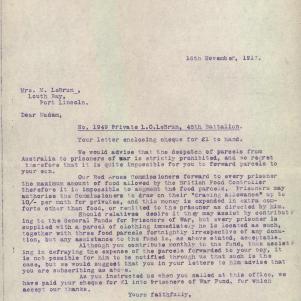 16th November, 1917.
Mrs. M. LeBrun,
Louth Bay,
Port Lincoln.
Dear Madam,
No. 1949 Private L.C.LeBrun, 48th Battalion.
Your letter enclosing cheque for £1 to hand.
We would advise that the despatch of parcels from
Australia to prisoners of war is strictly prohibited, and we regret
therefore that it is quite impossible for you to forward parcels to
your son.
Our Red Cross Commissioners forward to every prisoner
the maximum amount of food allowed by the British Food Controller
therefore it is impossible to augment the food parcels. Prisoners may
authorise the Commissioners to draw on their "training allowance" up to
10/- per month for privates, and this money is expended in extra com-
forts other than food, or remitted to the prisoner as directed by him.
Should relatives desire it they may assist by contribut-
ing to the General Funds for Prisoners of War, but every prisoner is
supplied with a parcel of clothing immediately he is located as such,
together with three food parcels fortnightly irrespective of any dona-
tion, but any assistance to the fund is, as above stated, acceptable.
Although you contribute monthly to the Fund, thus assist-
ing in defraying the expense of the parcels forwarded to your boy, it
is not possible for him to be notified through us that such is the
case, but we would suggest that in your letters to him you advise that
you are subscribing as above.
As you instructed us when you called at this office, we
have paid your cheque for £1 into Prisoners of War Fund, for which
accept our thanks.
Yours faithfully,